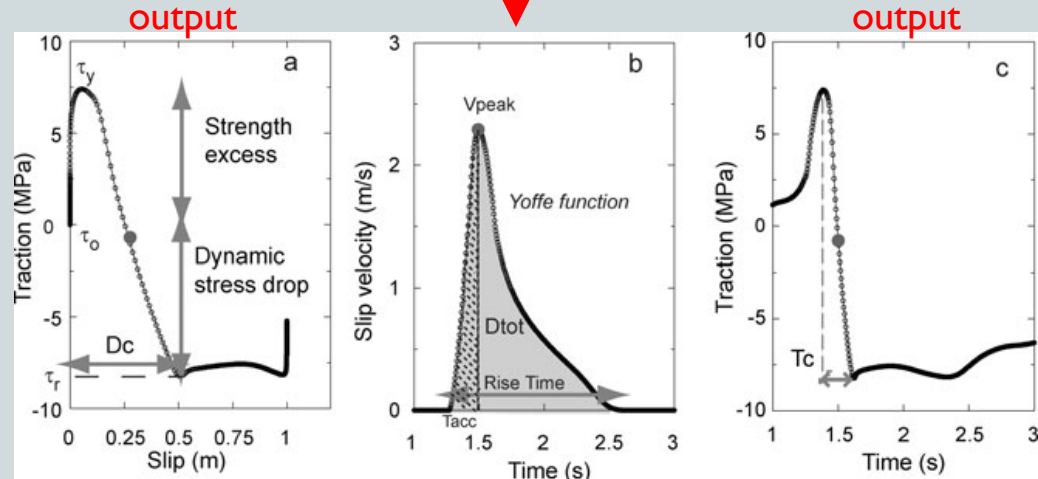 output
output
a
10
5
0
-5
-10
Traction (MPa)
τy
τo
τr
Strength
excess
Dynamic
stress drop
Dc
0
0.25
0.5
0.75
1
Slip (m)
b
3
2
1
0
Slip velocity (m/s)
Vpeak
Yoffe function
Dtot
Rise Time
Tacc
1
1.5
2
2.5
3
Time (s)
c
10
5
0
-5
-10
Traction (MPa)
Tc
1
1.5
2
2.5
3
Time (s)